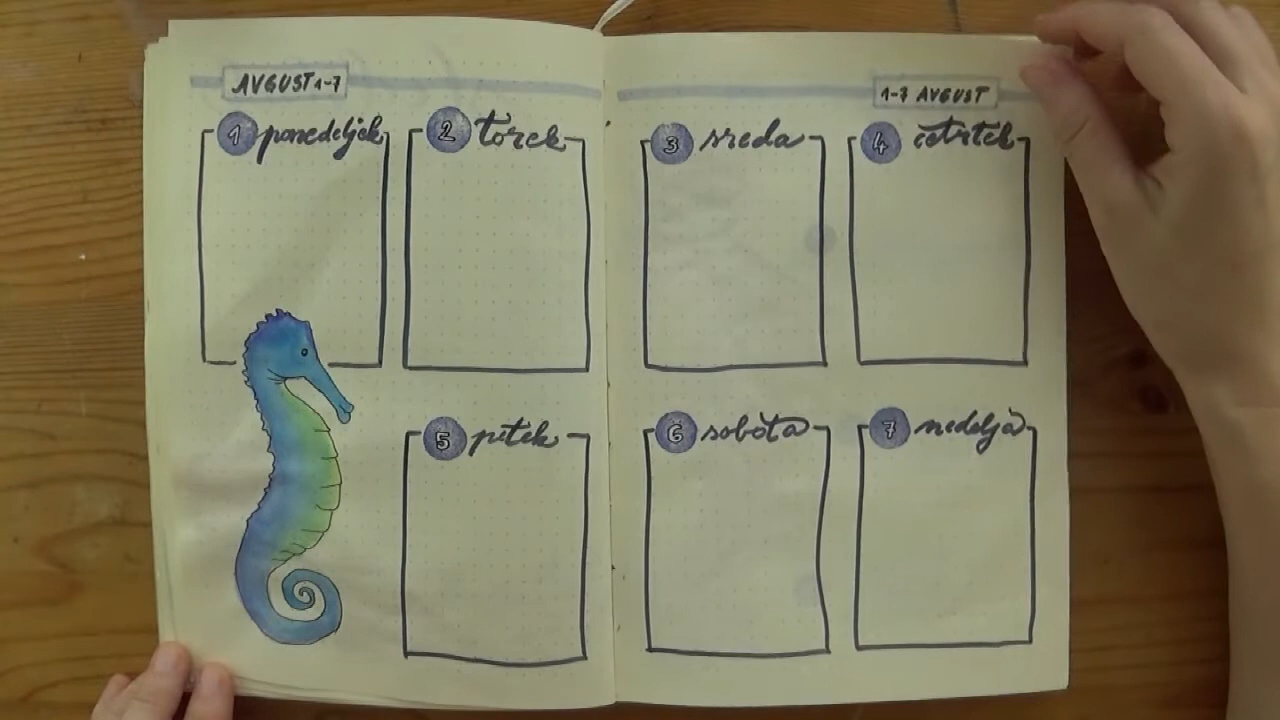 AVGUST 1-7
1-7 AVGUST
1 ponedeljek
2 torek
3 sreda
4 četrtek
5 petek
6 sobota
7 nedelja